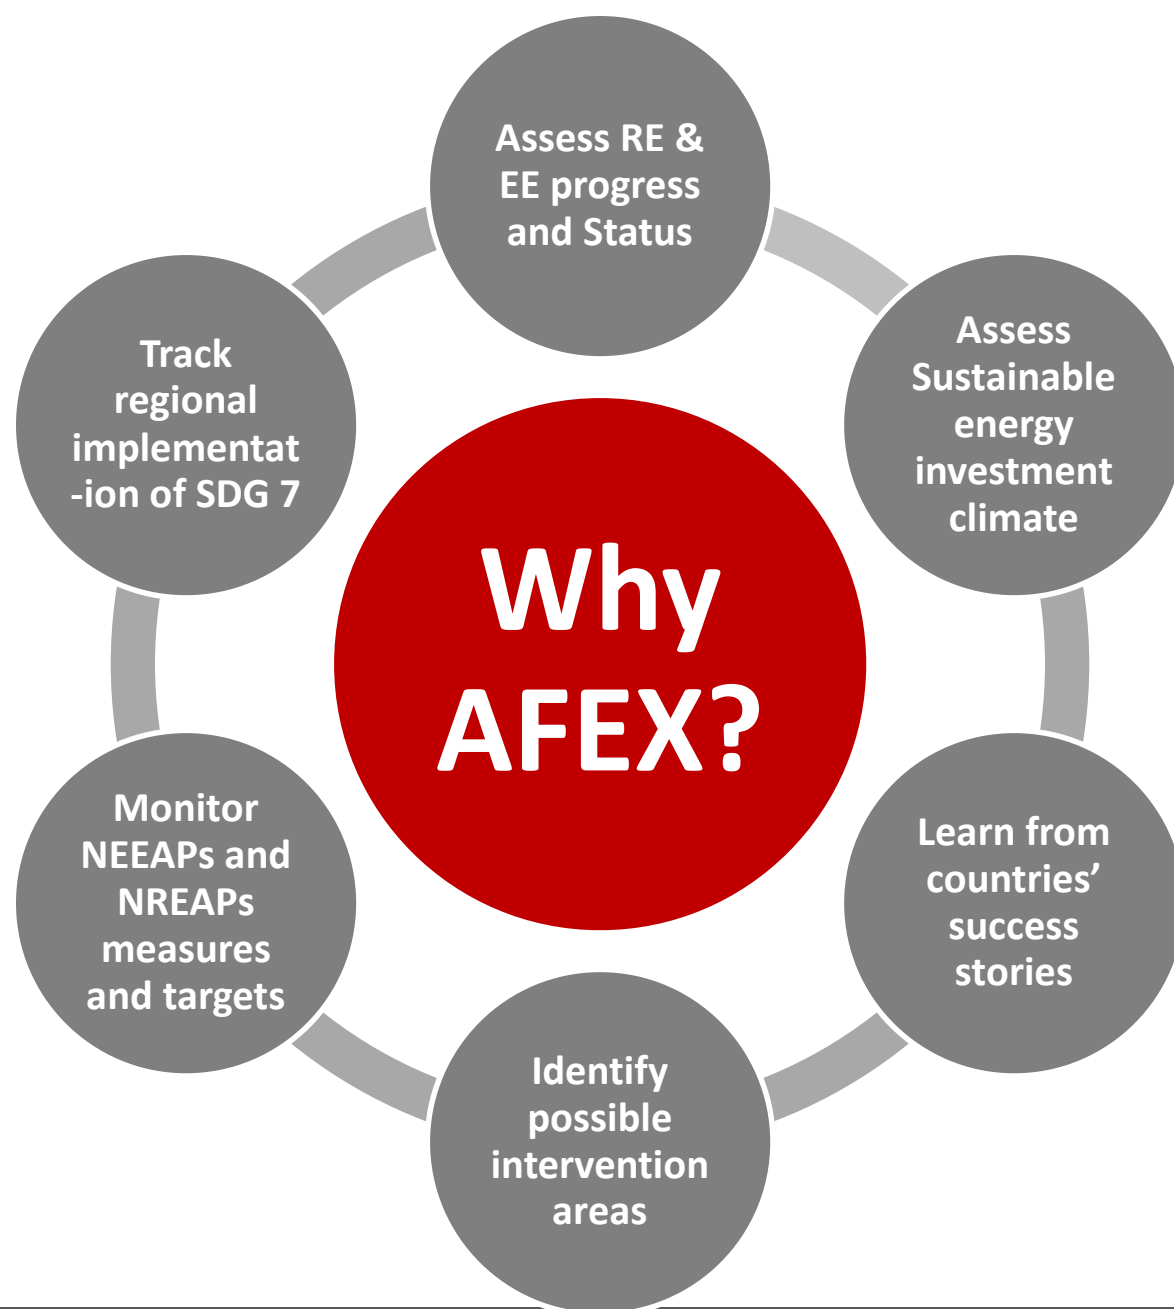 Assess RE &
EE progress
and Status
Assess
Sustainable
energy
investment
climate
Learn from
countries’
success
stories
Identify
possible
intervention
areas
Monitor
NEEAPs and
NREAPs
measures
and targets
Track
regional
implementat
-ion of SDG 7
Why
AFEX?